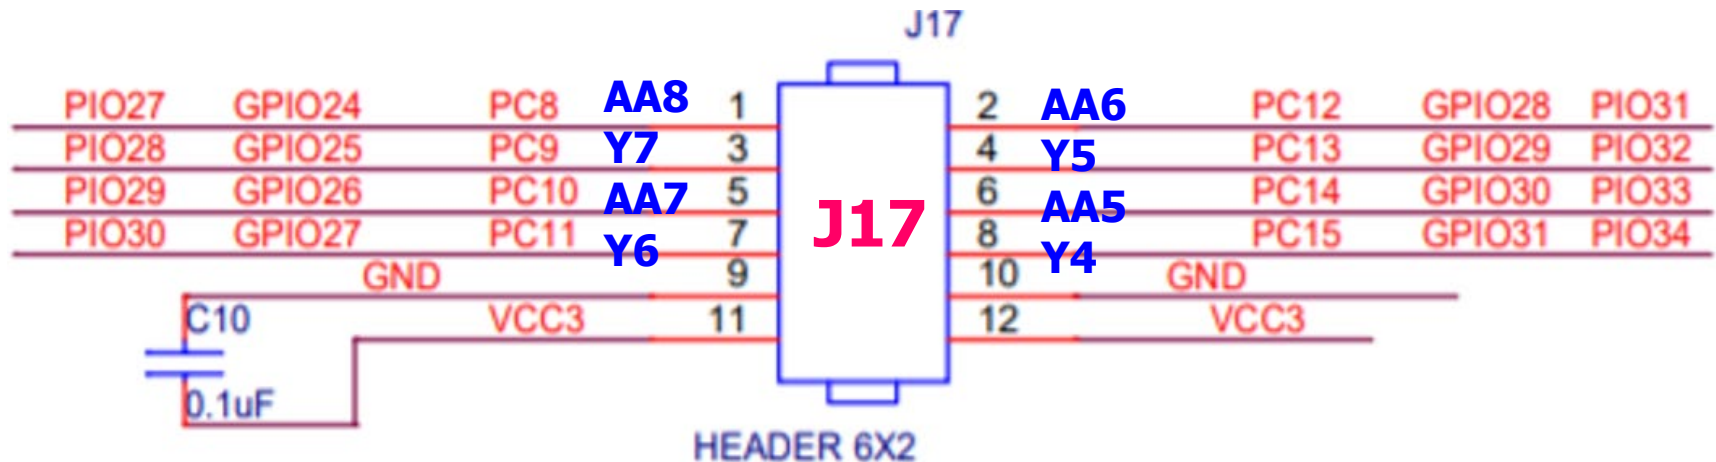 J17
PIO27 GPIO24 PC8 AA8 1 2 AA6 PC12 GPIO28 PIO31
PIO28 GPIO25 PC9 Y7 3 4 Y5 PC13 GPIO29 PIO32
PIO29 GPIO26 PC10 AA7 5 6 AA5 PC14 GPIO30 PIO33
J17
PIO30 GPIO27 PC11 Y6 7 8 Y4 PC15 GPIO31 PIO34
GND 9 10 GND
C10 VCC3 11 12 VCC3
0.1uF
HEADER 6X2